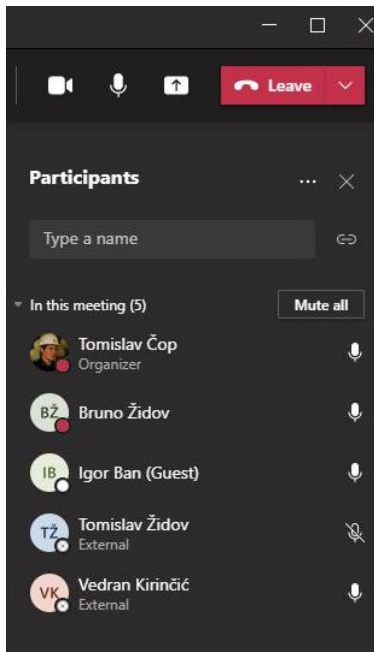 Leave
Participants
Type a name
In this meeting (5)
Mute all
Tomislav Čop
Organizer
BŽ
Bruno Židov
IB
Igor Ban (Guest)
TŽ
Tomislav Židov
External
VK
Vedran Kirinčić
External